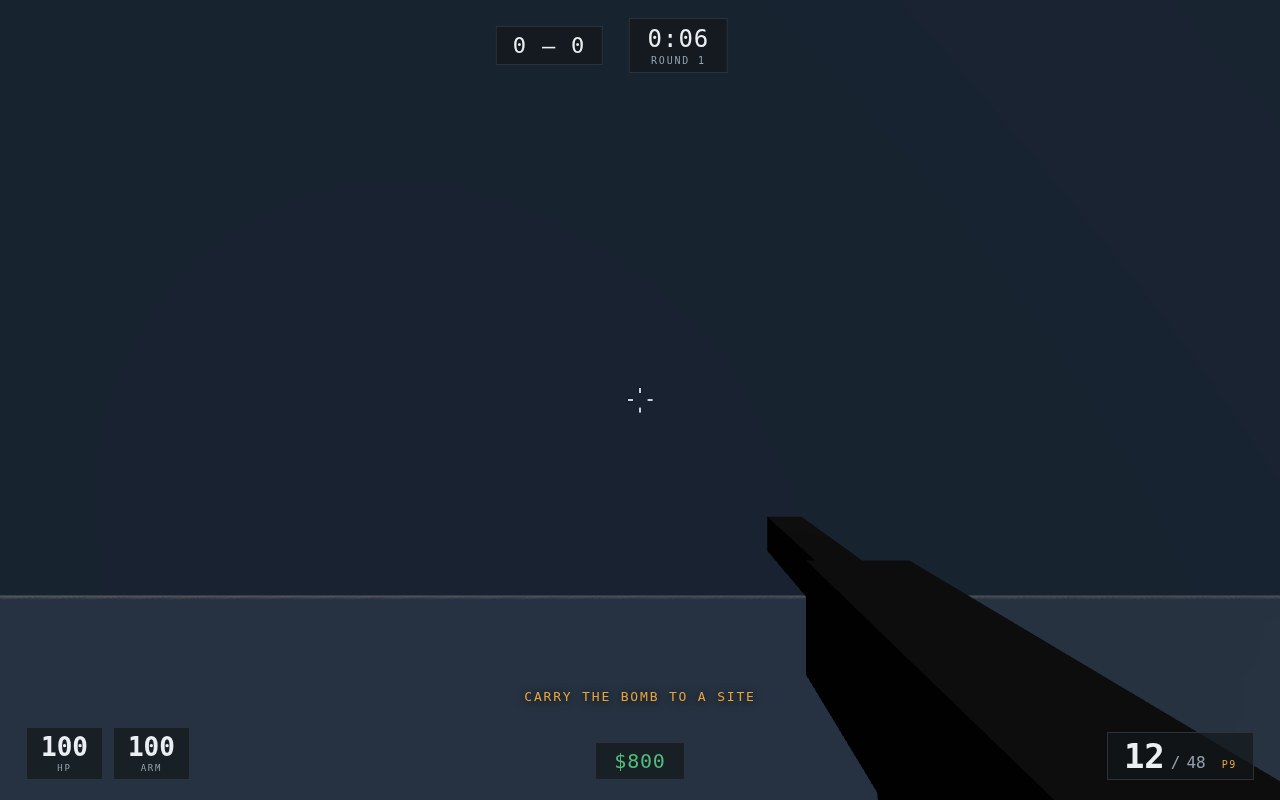 0 — 0
0:06
ROUND 1
CARRY THE BOMB TO A SITE
100
HP
100
ARM
$800
12 / 48 P9